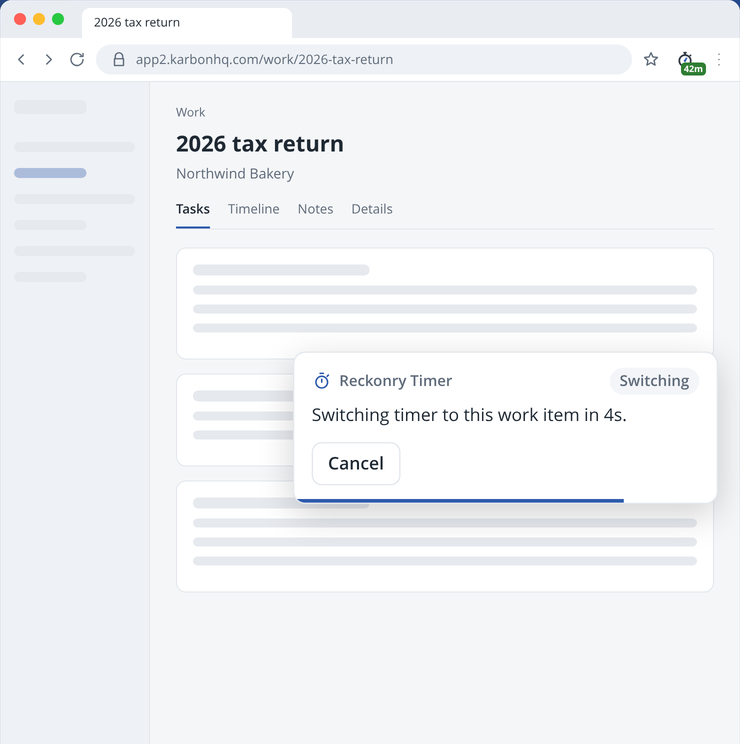 2026 tax return
app2.karbonhq.com/work/2026-tax-return
42m
Work
2026 tax return
Northwind Bakery
Tasks Timeline Notes Details
Reckonry Timer Switching
Switching timer to this work item in 4s.
Cancel